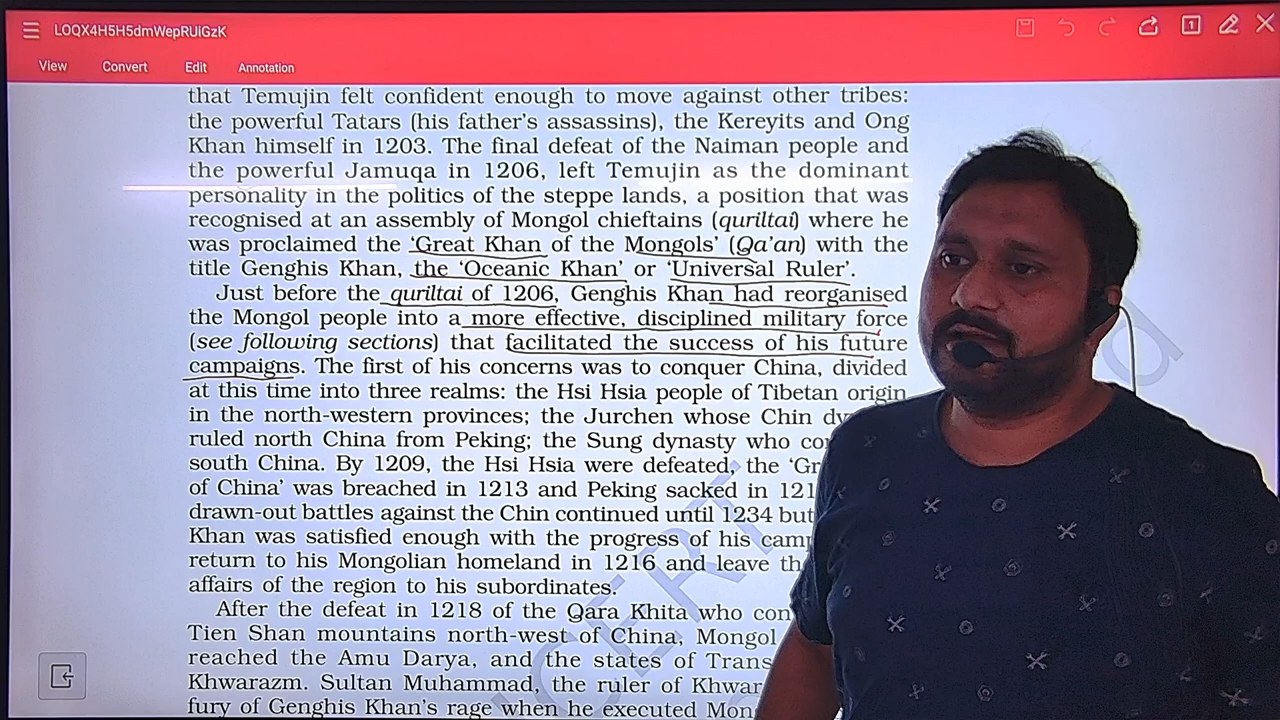 LOQX4H5H5dmWepRUiGzK
1
View Convert Edit Annotation
that Temujin felt confident enough to move against other tribes:
the powerful Tatars (his father's assassins), the Kereyits and Ong
Khan himself in 1203. The final defeat of the Naiman people and
the powerful Jamuqa in 1206, left Temujin as the dominant
personality in the politics of the steppe lands, a position that was
recognised at an assembly of Mongol chieftains (quriltai) where he
was proclaimed the 'Great Khan of the Mongols' (Qa'an) with the
title Genghis Khan, the 'Oceanic Khan' or 'Universal Ruler'.
Just before the quriltai of 1206, Genghis Khan had reorganised
the Mongol people into a more effective, disciplined military force
(see following sections) that facilitated the success of his future
campaigns. The first of his concerns was to conquer China, divided
at this time into three realms: the Hsi Hsia people of Tibetan origin
in the north-western provinces; the Jurchen whose Chin
ruled north China from Peking; the Sung dynasty who
south China. By 1209, the Hsi Hsia were defeated, the
of China' was breached in 1213 and Peking sacked in
drawn-out battles against the Chin continued until 1234 but
Khan was satisfied enough with the progress of his
return to his Mongolian homeland in 1216 and leave
affairs of the region to his subordinates.
After the defeat in 1218 of the Qara Khita who
Tien Shan mountains north-west of China, Mongol
reached the Amu Darya, and the states of
Khwarazm. Sultan Muhammad, the ruler of
fury of Genghis Khan's rage when he executed
NCERT